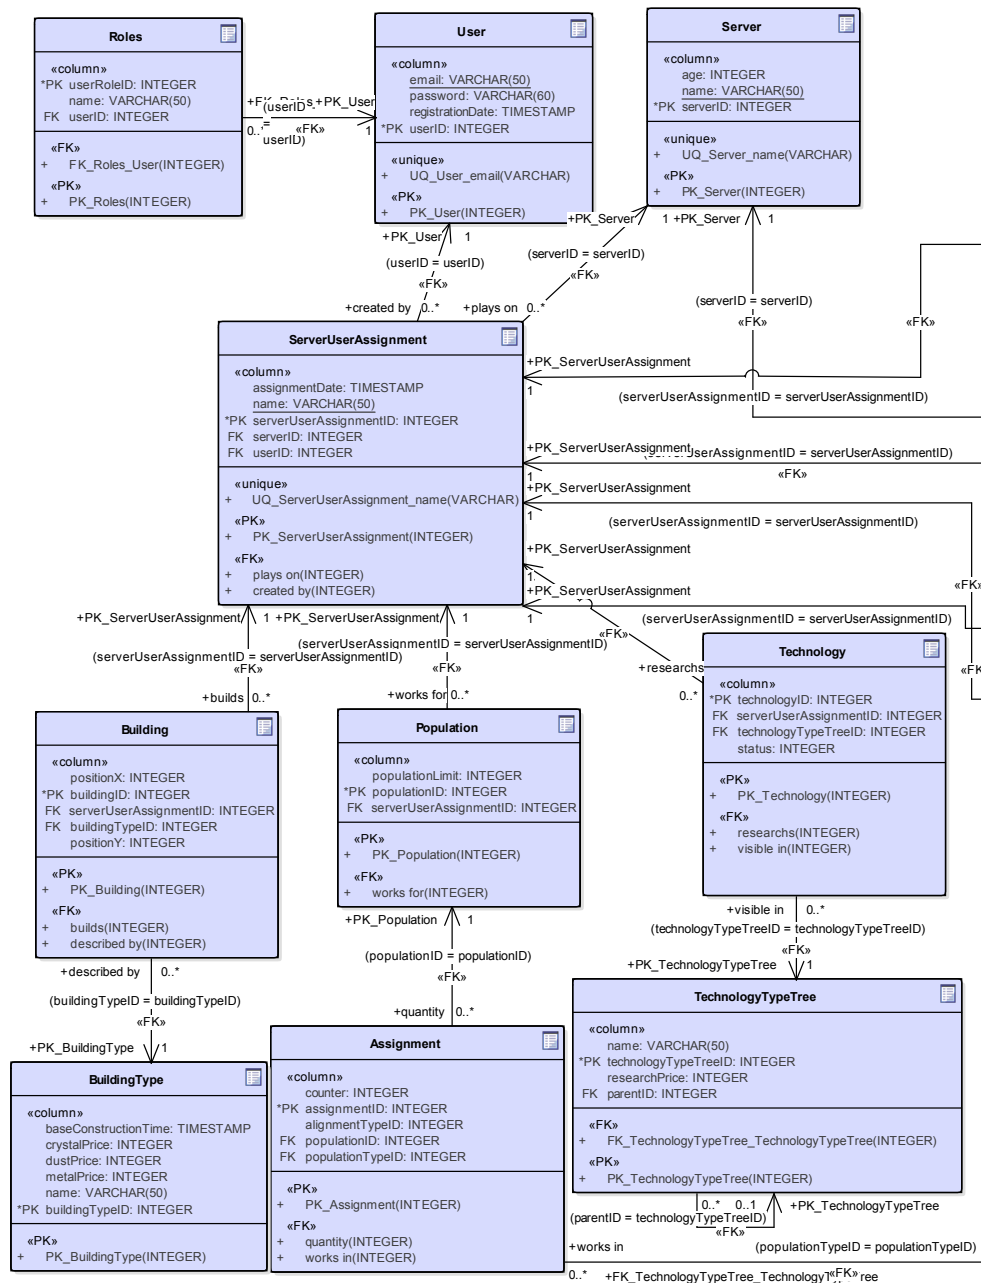 Roles
«column»
*PK userRoleID: INTEGER
name: VARCHAR(50)
FK userID: INTEGER
«FK»
+ FK_Roles_User(INTEGER)
«PK»
+ PK_Roles(INTEGER)
+PK_User
(userID
=
userID)
0..*
«FK»
1
User
«column»
email: VARCHAR(50)
password: VARCHAR(60)
registrationDate: TIMESTAMP
*PK userID: INTEGER
«unique»
+ UQ_User_email(VARCHAR)
«PK»
+ PK_User(INTEGER)
Server
«column»
age: INTEGER
name: VARCHAR(50)
*PK serverID: INTEGER
«unique»
+ UQ_Server_name(VARCHAR)
«PK»
+ PK_Server(INTEGER)
+PK_User 1
(userID = userID)
«FK»
+created by 0..*
+PK_Server 1
(serverID = serverID)
«FK»
+plays on 0..*
+PK_Server 1
(serverID = serverID)
«FK»
«FK»
ServerUserAssignment
«column»
assignmentDate: TIMESTAMP
name: VARCHAR(50)
*PK serverUserAssignmentID: INTEGER
FK serverID: INTEGER
FK userID: INTEGER
«unique»
+ UQ_ServerUserAssignment_name(VARCHAR)
«PK»
+ PK_ServerUserAssignment(INTEGER)
«FK»
+ plays on(INTEGER)
+ created by(INTEGER)
+PK_ServerUserAssignment
1
(serverUserAssignmentID = serverUserAssignmentID)
+PK_ServerUserAssignment
(serverUserAssignmentID = serverUserAssignmentID)
1
«FK»
+PK_ServerUserAssignment
1
(serverUserAssignmentID = serverUserAssignmentID)
+PK_ServerUserAssignment
1
«FK»
+PK_ServerUserAssignment
1
(serverUserAssignmentID = serverUserAssignmentID)
«FK»
+researchs
0..*
«FK
+PK_ServerUserAssignment 1
(serverUserAssignmentID = serverUserAssignmentID)
«FK»
+builds 0..*
+PK_ServerUserAssignment 1
(serverUserAssignmentID = serverUserAssignmentID)
«FK»
+works for 0..*
Technology
«column»
*PK technologyID: INTEGER
FK serverUserAssignmentID: INTEGER
FK technologyTypeTreeID: INTEGER
status: INTEGER
«PK»
+ PK_Technology(INTEGER)
«FK»
+ researchs(INTEGER)
+ visible in(INTEGER)
Building
«column»
positionX: INTEGER
*PK buildingID: INTEGER
FK serverUserAssignmentID: INTEGER
FK buildingTypeID: INTEGER
positionY: INTEGER
«PK»
+ PK_Building(INTEGER)
«FK»
+ builds(INTEGER)
+ described by(INTEGER)
Population
«column»
populationLimit: INTEGER
*PK populationID: INTEGER
FK serverUserAssignmentID: INTEGER
«PK»
+ PK_Population(INTEGER)
«FK»
+ works for(INTEGER)
+visible in 0..*
(technologyTypeTreeID = technologyTypeTreeID)
«FK»
+PK_TechnologyTypeTree 1
+described by 0..*
(buildingTypeID = buildingTypeID)
«FK»
+PK_BuildingType 1
+PK_Population 1
(populationID = populationID)
«FK»
+quantity 0..*
BuildingType
«column»
baseConstructionTime: TIMESTAMP
crystalPrice: INTEGER
dustPrice: INTEGER
metalPrice: INTEGER
name: VARCHAR(50)
*PK buildingTypeID: INTEGER
«PK»
+ PK_BuildingType(INTEGER)
Assignment
«column»
counter: INTEGER
*PK assignmentID: INTEGER
alignmentTypeID: INTEGER
FK populationID: INTEGER
FK populationTypeID: INTEGER
«PK»
+ PK_Assignment(INTEGER)
«FK»
+ quantity(INTEGER)
+ works in(INTEGER)
TechnologyTypeTree
«column»
name: VARCHAR(50)
*PK technologyTypeTreeID: INTEGER
researchPrice: INTEGER
FK parentID: INTEGER
«FK»
+ FK_TechnologyTypeTree_TechnologyTypeTree(INTEGER)
«PK»
+ PK_TechnologyTypeTree(INTEGER)
0..* 0..1 +PK_TechnologyTypeTree
(parentID = technologyTypeTreeID)
«FK»
+works in
(populationTypeID = populationTypeID)
0..*
«FK»